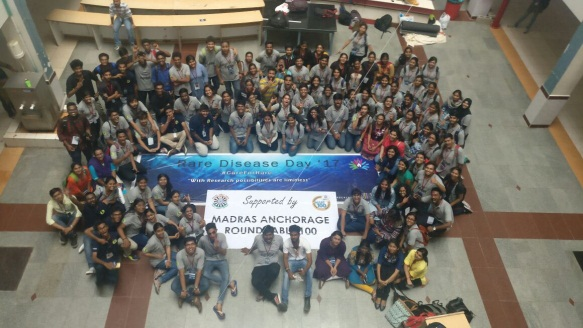 Rare Disease Day '17
#CareForRare
"With Research possibilities are limitless"
Supported by
MADRAS ANCHORAGE
ROUND TABLE 100